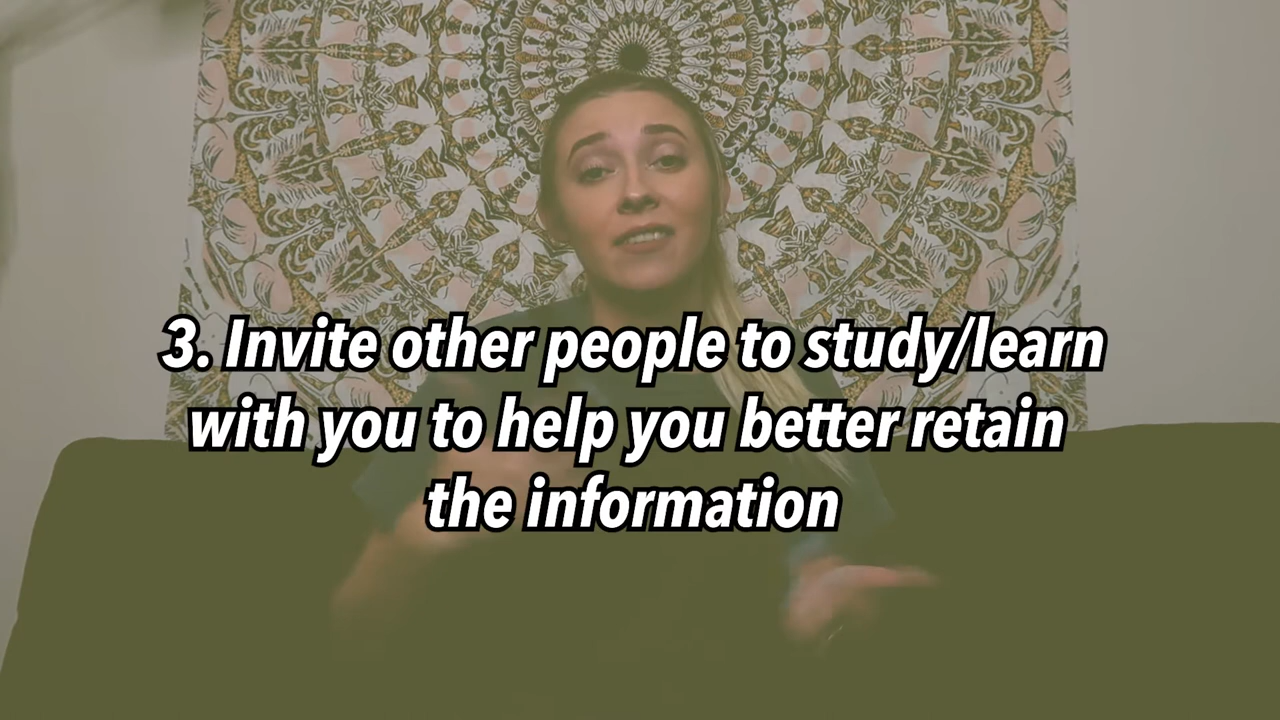 3. Invite other people to study/learn
with you to help you better retain
the information